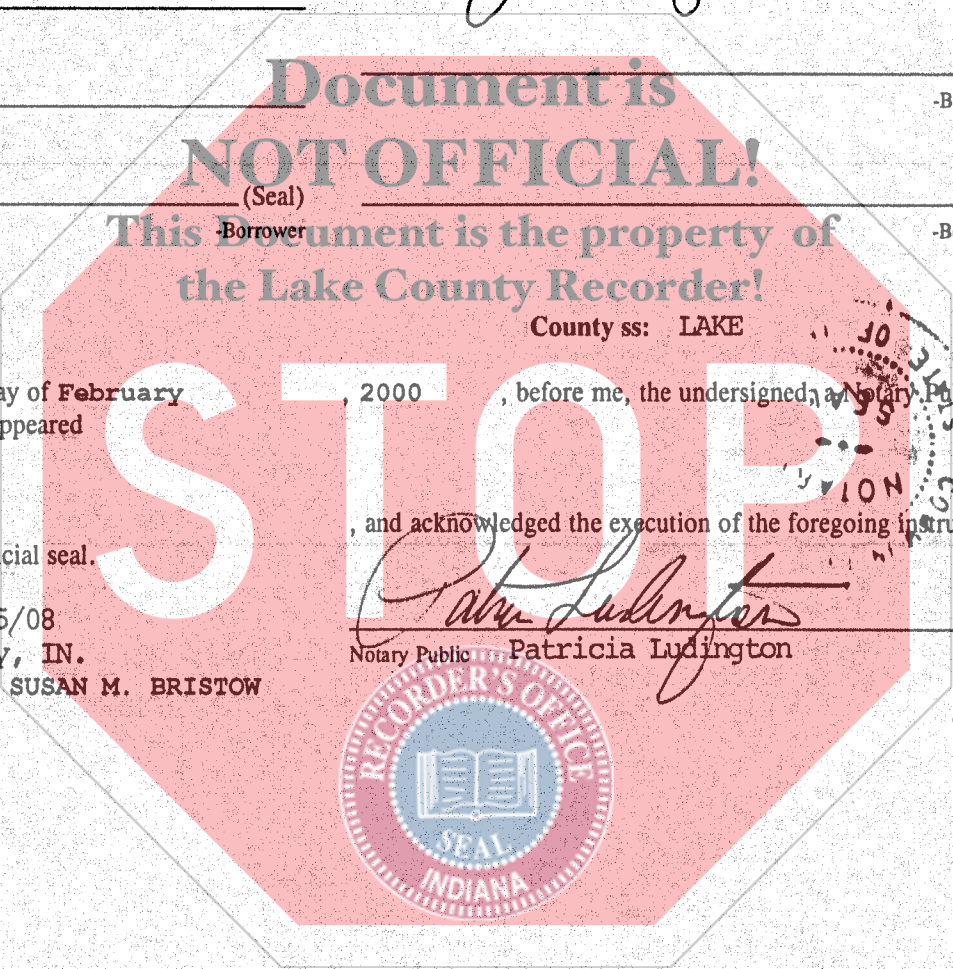 Document is
-B
NOT OFFICIAL!
(Seal)
-Borrower
-B
This Document is the property of
the Lake County Recorder!
County ss: LAKE
ay of February , 2000 , before me, the undersigned, a Notary Pu
ppeared
STOP
, and acknowledged the execution of the foregoing instru
cial seal.
5/08
Y, IN.
Notary Public Patricia Ludington
SUSAN M. BRISTOW
RECORDER'S OFFICE
SEAL
INDIANA